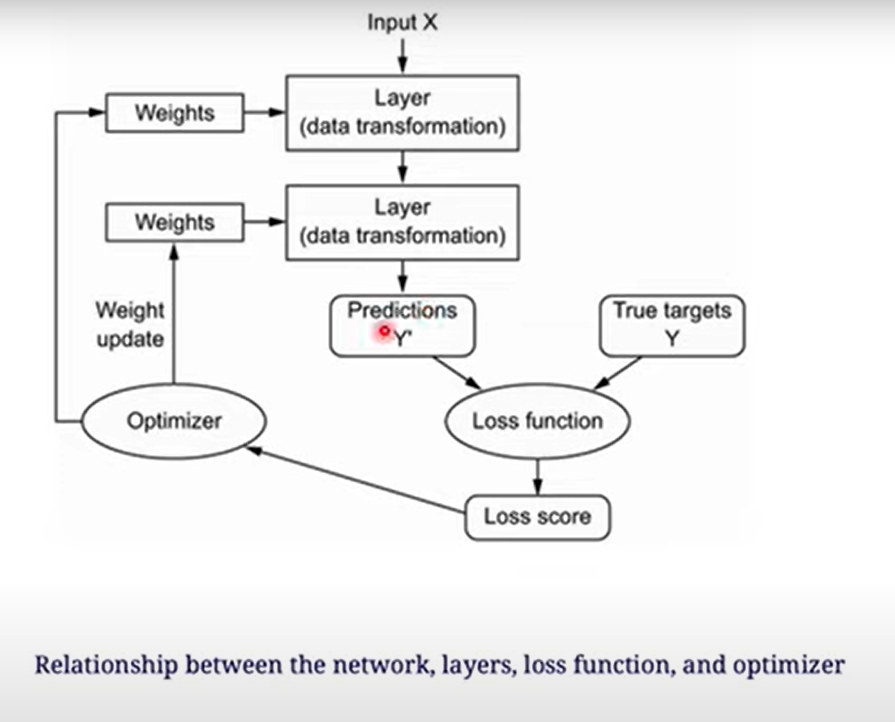 Input X
Layer
(data transformation)
Weights
Layer
(data transformation)
Weights
Predictions
Y'
True targets
Y
Weight
update
Optimizer
Loss function
Loss score
Relationship between the network, layers, loss function, and optimizer